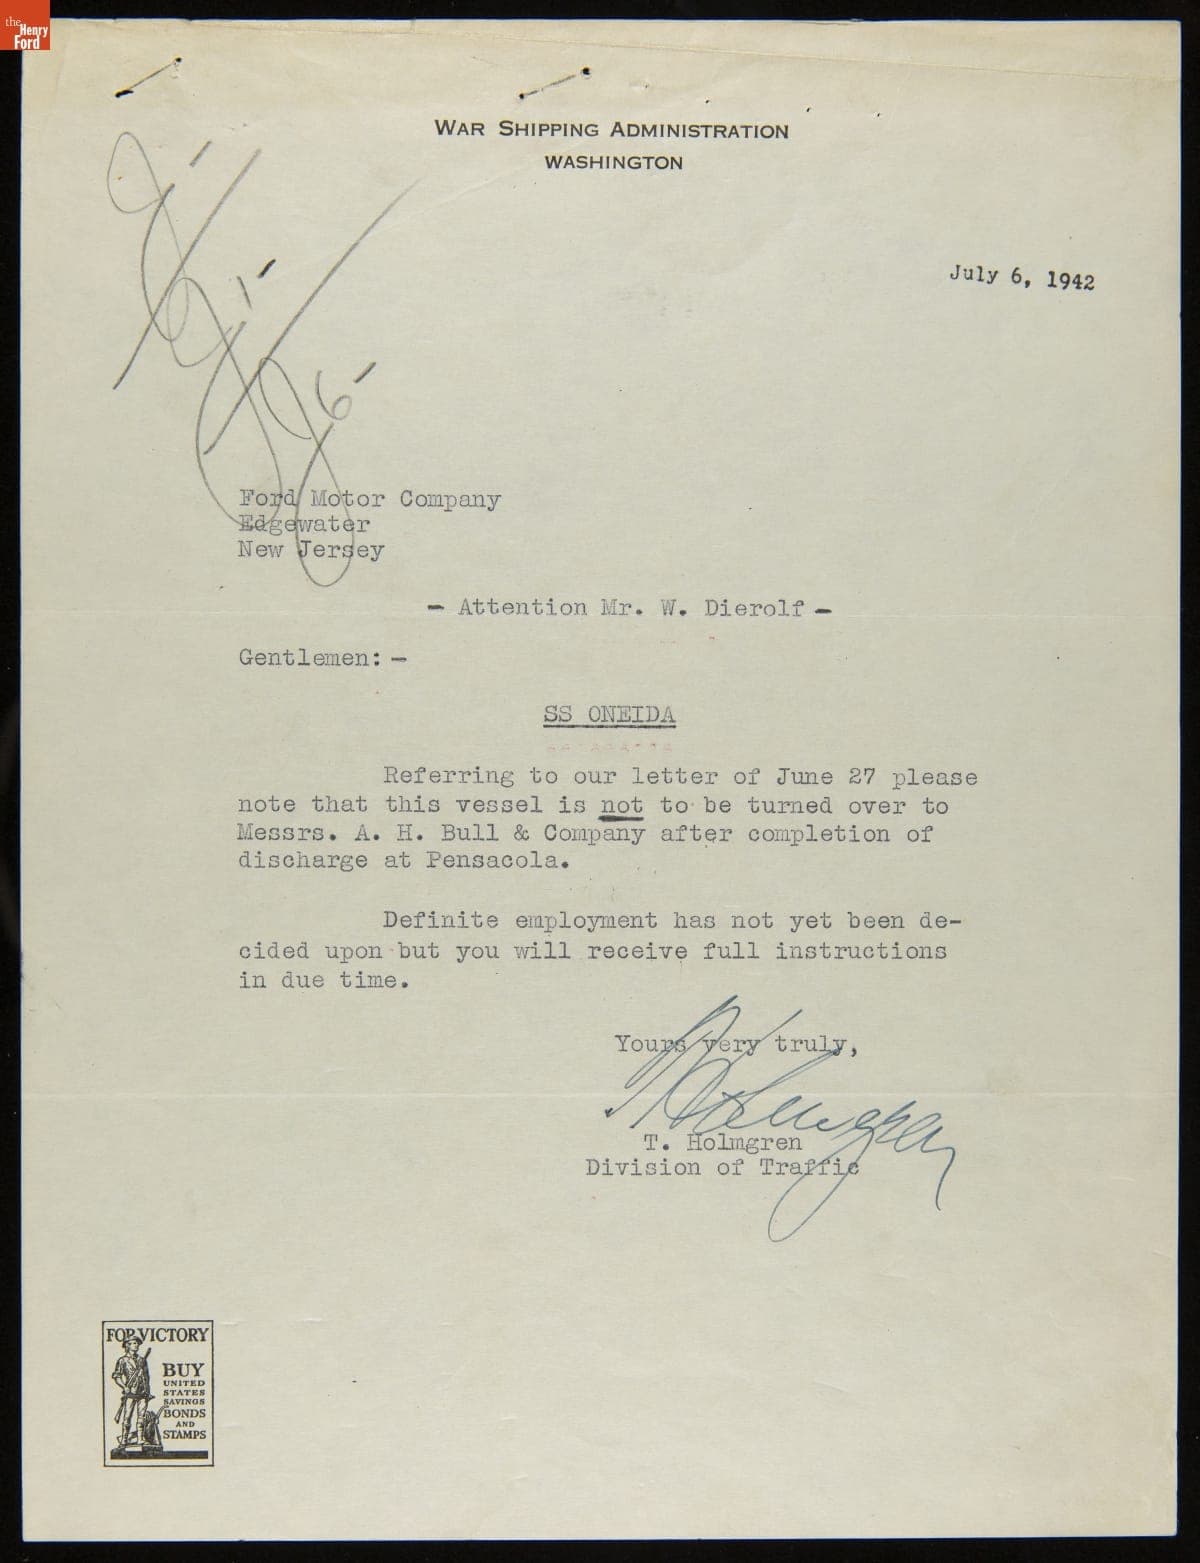 the
Henry
Ford
WAR SHIPPING ADMINISTRATION
WASHINGTON
July 6, 1942
Ford Motor Company
Edgewater
New Jersey
- Attention Mr. W. Dierolf -
Gentlemen: -
SS ONEIDA
Referring to our letter of June 27 please
note that this vessel is not to be turned over to
Messrs. A. H. Bull & Company after completion of
discharge at Pensacola.
Definite employment has not yet been de-
cided upon but you will receive full instructions
in due time.
Yours very truly,
T Holmgren
T. Holmgren
Division of Traffic
FOR VICTORY
BUY
UNITED
STATES
SAVINGS
BONDS
AND
STAMPS